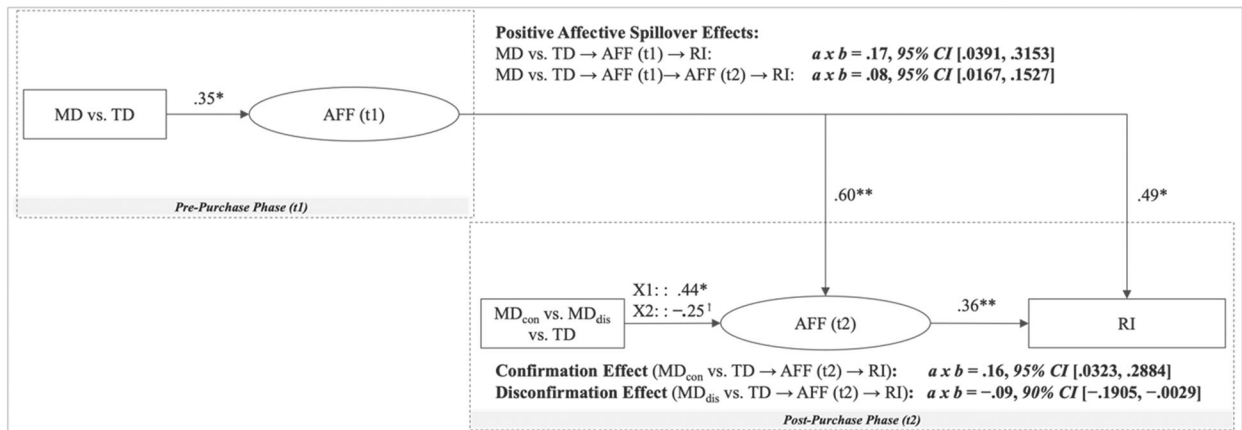 Positive Affective Spillover Effects:
MD vs. TD → AFF (t1) → RI: a x b = .17, 95% CI [.0391, .3153]
MD vs. TD → AFF (t1)→ AFF (t2) → RI: a x b = .08, 95% CI [.0167, .1527]
MD vs. TD
.35*
AFF (t1)
Pre-Purchase Phase (t1)
.60**
.49*
MDcon vs. MDdis
vs. TD
X1: : .44*
X2: : −.25¹
AFF (t2)
.36**
RI
Confirmation Effect (MDcon vs. TD → AFF (t2) → RI): a x b = .16, 95% CI [.0323, .2884]
Disconfirmation Effect (MDdis vs. TD → AFF (t2) → RI): a x b = −.09, 90% CI [−.1905, −.0029]
Post-Purchase Phase (t2)